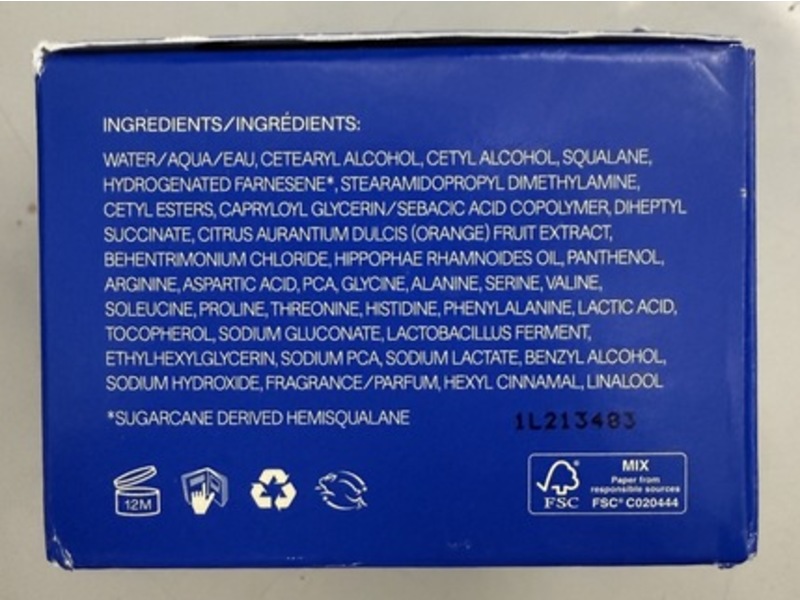 INGREDIENTS/INGRÉDIENTS:
WATER/AQUA/EAU, CETEARYL ALCOHOL, CETYL ALCOHOL, SQUALANE,
HYDROGENATED FARNESENE*, STEARAMIDOPROPYL DIMETHYLAMINE,
CETYL ESTERS, CAPRYLOYL GLYCERIN/SEBACIC ACID COPOLYMER, DIHEPTYL
SUCCINATE, CITRUS AURANTIUM DULCIS (ORANGE) FRUIT EXTRACT,
BEHENTRIMONIUM CHLORIDE, HIPPOPHAE RHAMNOIDES OIL, PANTHENOL,
ARGININE, ASPARTIC ACID, PCA, GLYCINE, ALANINE, SERINE, VALINE,
SOLEUCINE, PROLINE, THREONINE, HISTIDINE, PHENYLALANINE, LACTIC ACID,
TOCOPHEROL, SODIUM GLUCONATE, LACTOBACILLUS FERMENT,
ETHYLHEXYLGLYCERIN, SODIUM PCA, SODIUM LACTATE, BENZYL ALCOHOL,
SODIUM HYDROXIDE, FRAGRANCE/PARFUM, HEXYL CINNAMAL, LINALOOL
*SUGARCANE DERIVED HEMISQUALANE
1L213483
12M
FSC
MIX
Paper from
responsible sources
FSC® C020444